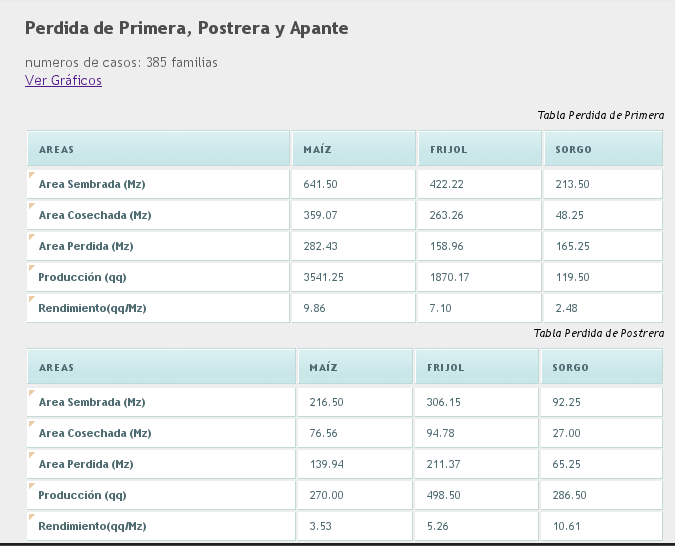 Perdida de Primera, Postrera y Apante
numeros de casos: 385 familias
Ver Gráficos
Tabla Perdida de Primera
AREAS MAÍZ FRIJOL SORGO
Area Sembrada (Mz) 641.50 422.22 213.50
Area Cosechada (Mz) 359.07 263.26 48.25
Area Perdida (Mz) 282.43 158.96 165.25
Producción (qq) 3541.25 1870.17 119.50
Rendimiento(qq/Mz) 9.86 7.10 2.48
Tabla Perdida de Postrera
AREAS MAÍZ FRIJOL SORGO
Area Sembrada (Mz) 216.50 306.15 92.25
Area Cosechada (Mz) 76.56 94.78 27.00
Area Perdida (Mz) 139.94 211.37 65.25
Producción (qq) 270.00 498.50 286.50
Rendimiento(qq/Mz) 3.53 5.26 10.61